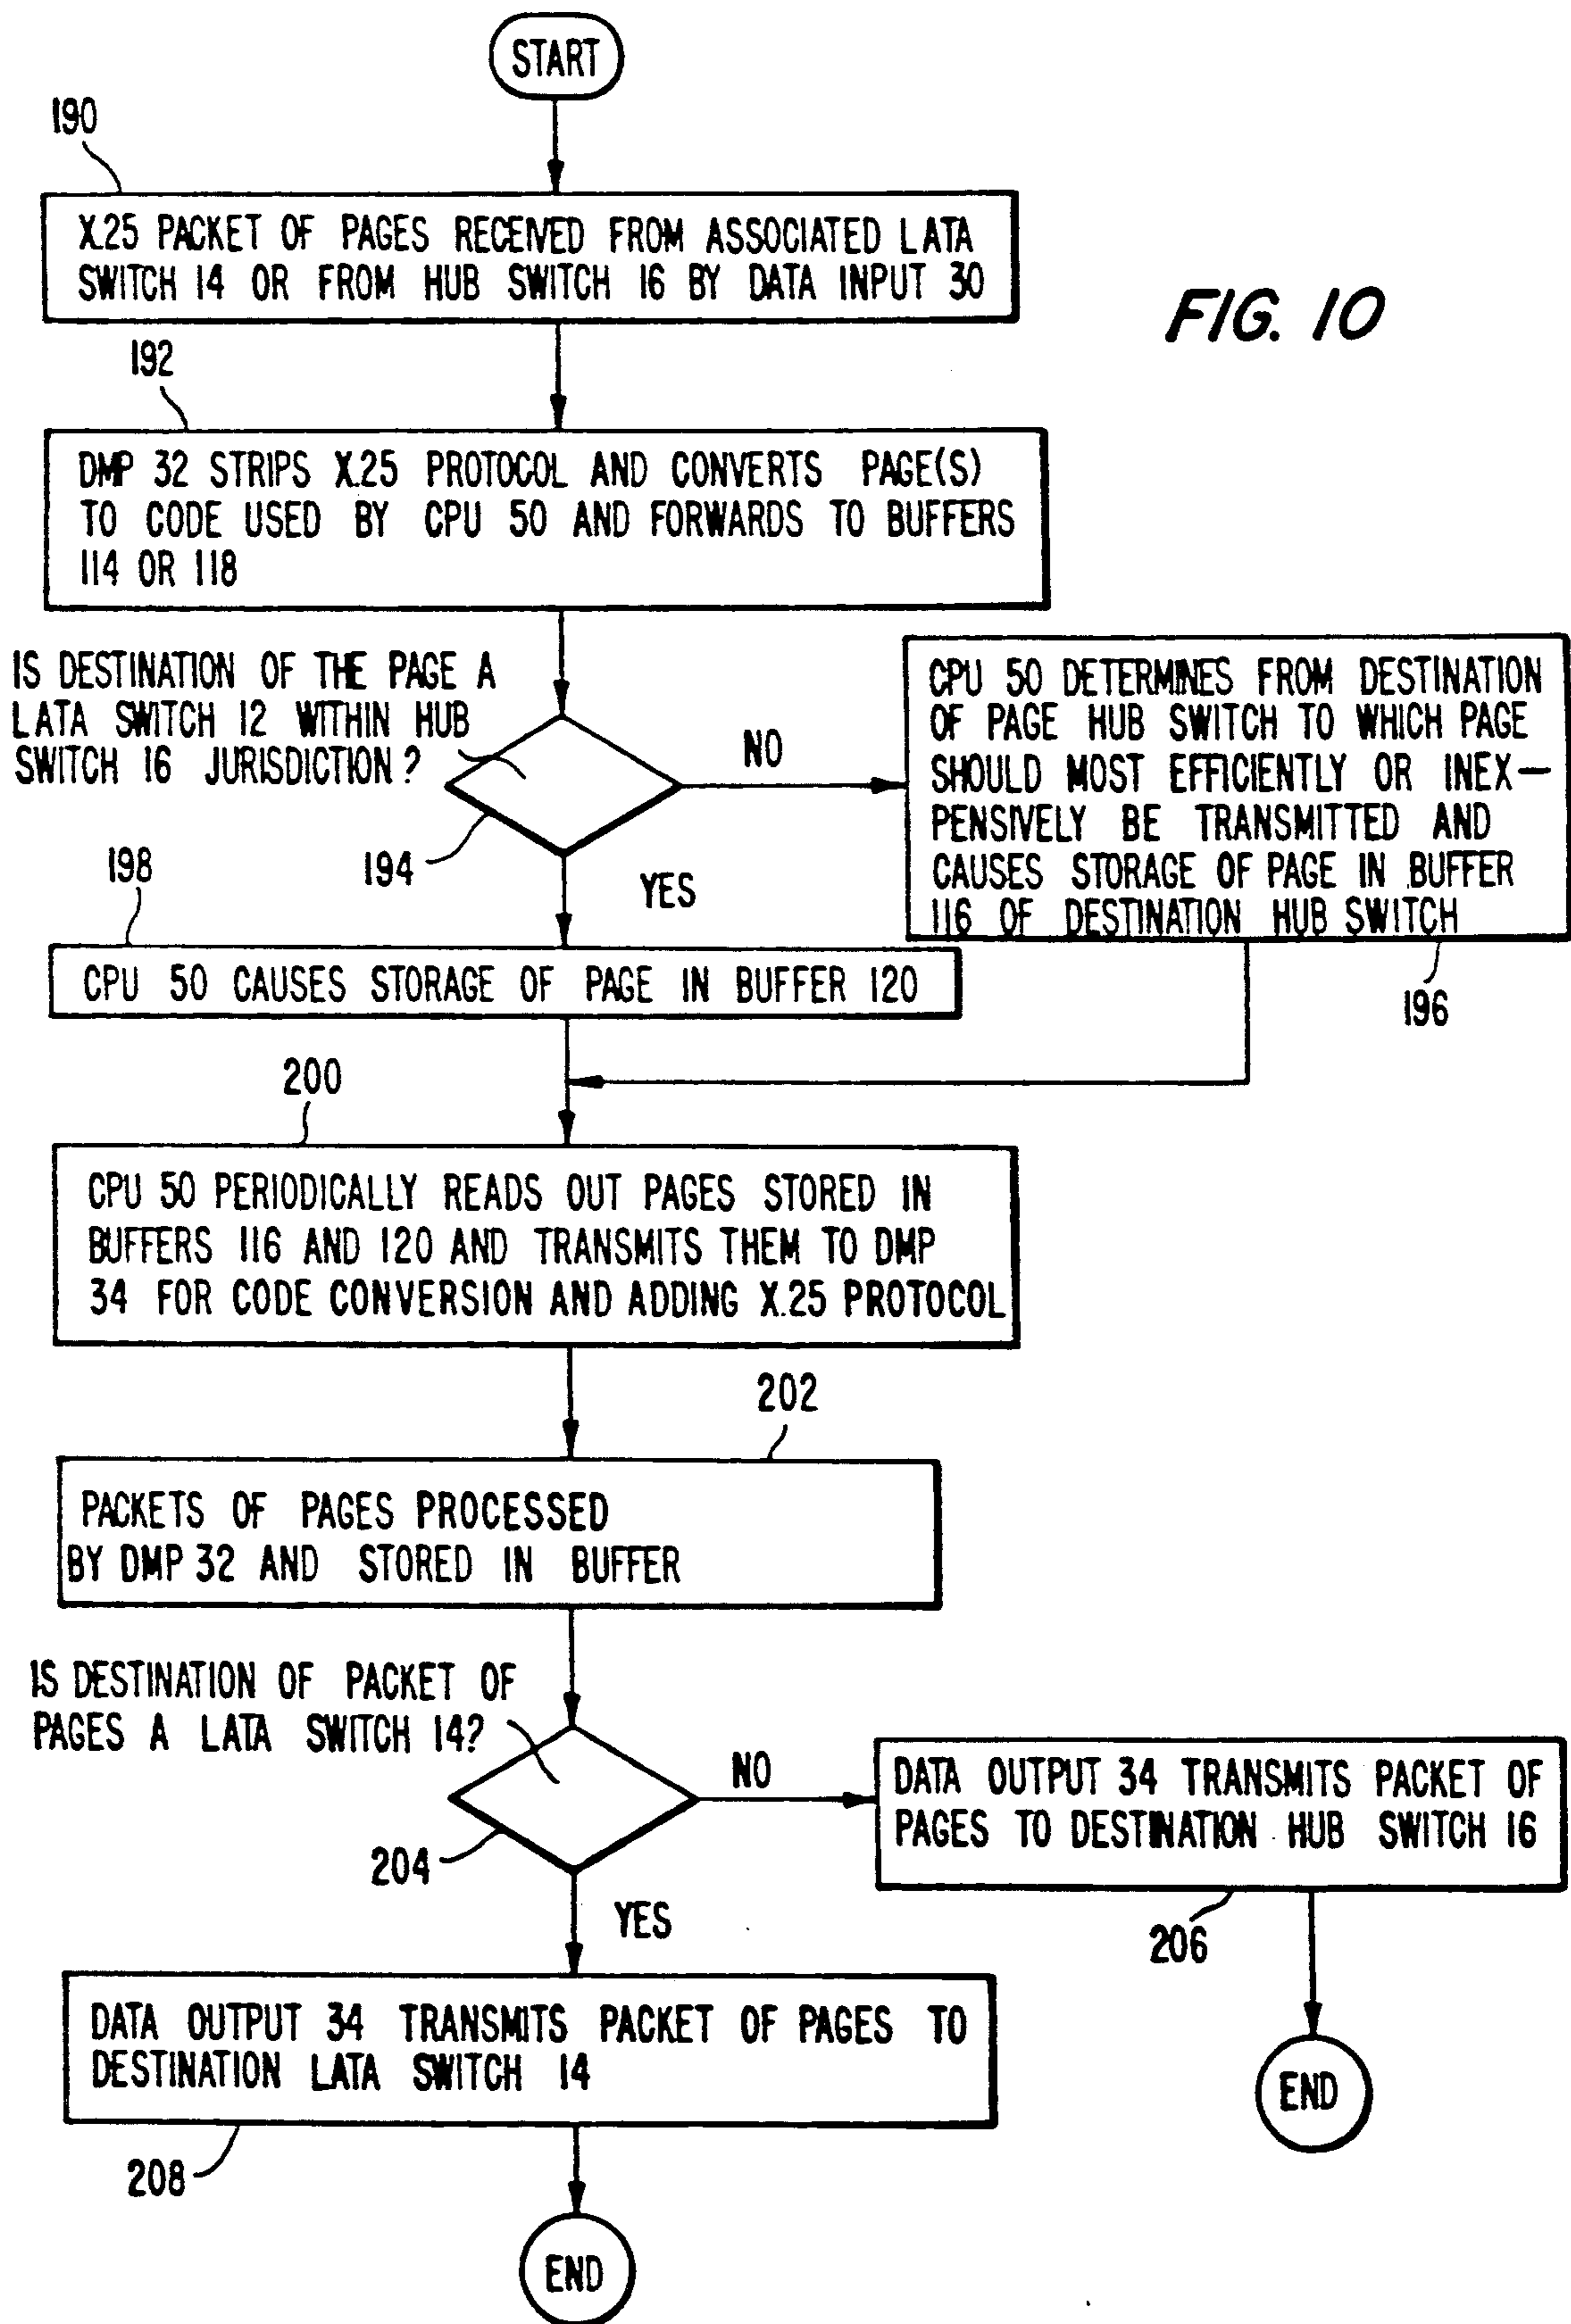 START
190
X.25 PACKET OF PAGES RECEIVED FROM ASSOCIATED LATA
SWITCH 14 OR FROM HUB SWITCH 16 BY DATA INPUT 30
FIG. 10
192
DMP 32 STRIPS X.25 PROTOCOL AND CONVERTS PAGE(S)
TO CODE USED BY CPU 50 AND FORWARDS TO BUFFERS
114 OR 118
IS DESTINATION OF THE PAGE A
LATA SWITCH 12 WITHIN HUB
SWITCH 16 JURISDICTION?
194
NO
YES
CPU 50 DETERMINES FROM DESTINATION
OF PAGE HUB SWITCH TO WHICH PAGE
SHOULD MOST EFFICIENTLY OR INEX-
PENSIVELY BE TRANSMITTED AND
CAUSES STORAGE OF PAGE IN BUFFER
116 OF DESTINATION HUB SWITCH
196
198
CPU 50 CAUSES STORAGE OF PAGE IN BUFFER 120
200
CPU 50 PERIODICALLY READS OUT PAGES STORED IN
BUFFERS 116 AND 120 AND TRANSMITS THEM TO DMP
34 FOR CODE CONVERSION AND ADDING X.25 PROTOCOL
202
PACKETS OF PAGES PROCESSED
BY DMP 32 AND STORED IN BUFFER
IS DESTINATION OF PACKET OF
PAGES A LATA SWITCH 14?
204
NO
YES
DATA OUTPUT 34 TRANSMITS PACKET OF
PAGES TO DESTINATION HUB SWITCH 16
206
END
DATA OUTPUT 34 TRANSMITS PACKET OF PAGES TO
DESTINATION LATA SWITCH 14
208
END